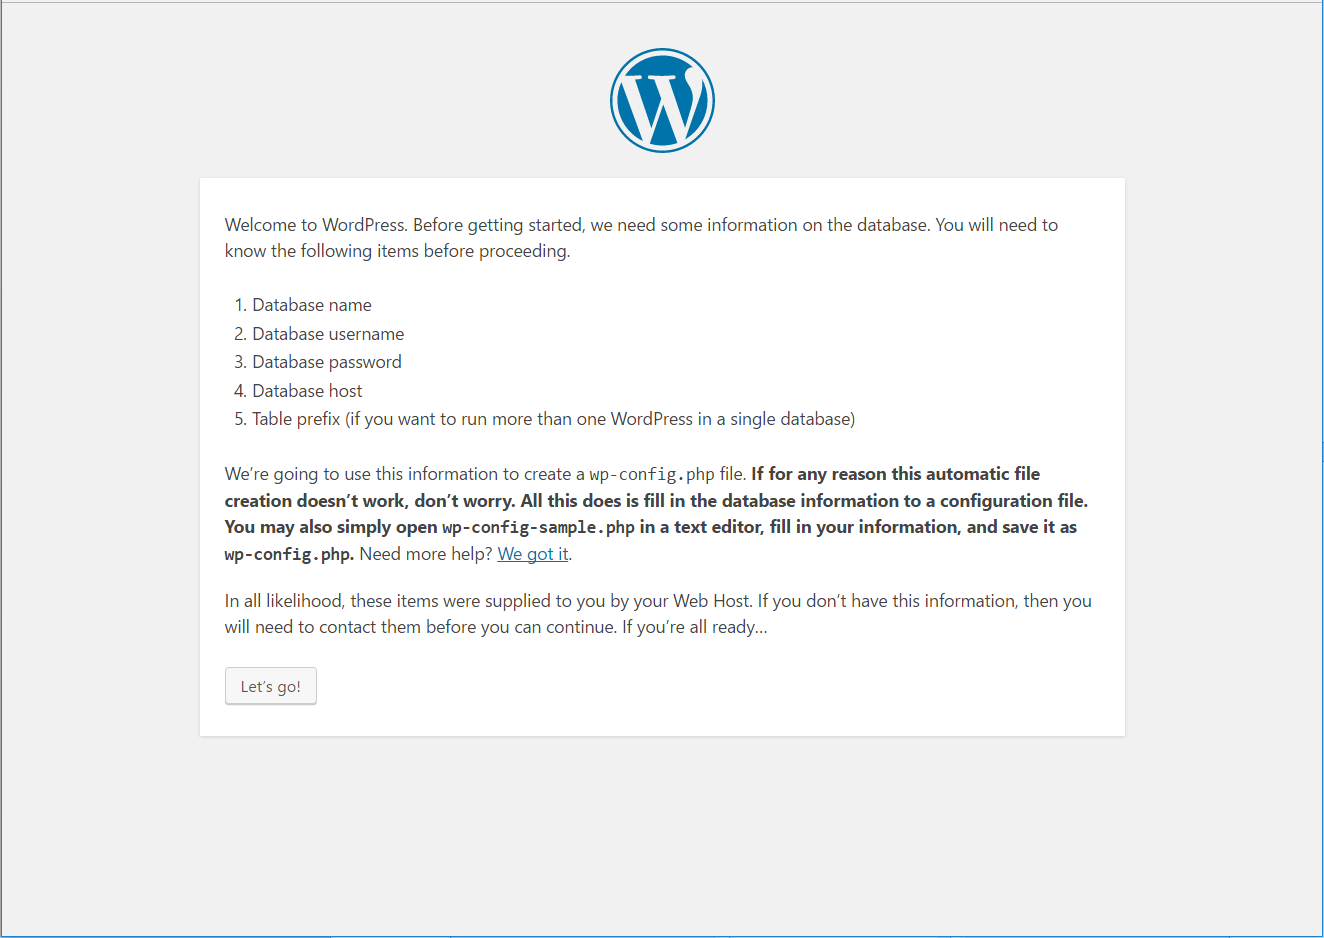 Welcome to WordPress. Before getting started, we need some information on the database. You will need to
know the following items before proceeding.
1. Database name
2. Database username
3. Database password
4. Database host
5. Table prefix (if you want to run more than one WordPress in a single database)
We’re going to use this information to create a wp-config.php file. If for any reason this automatic file
creation doesn’t work, don’t worry. All this does is fill in the database information to a configuration file.
You may also simply open wp-config-sample.php in a text editor, fill in your information, and save it as
wp-config.php. Need more help? We got it.
In all likelihood, these items were supplied to you by your Web Host. If you don’t have this information, then you
will need to contact them before you can continue. If you’re all ready…
Let’s go!